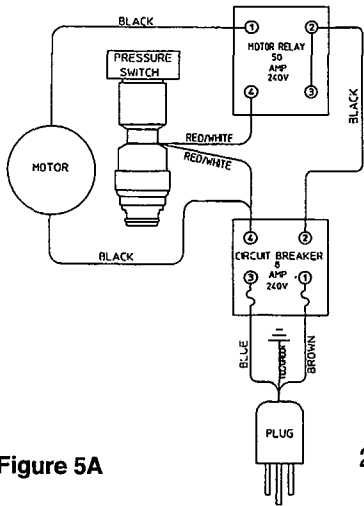 BLACK
① ②
MOTOR RELAY
50
AMP
240V
④ ③
PRESSURE
SWITCH
BLACK
RED/WHITE
RED/WHITE
MOTOR
BLACK
④ ②
CIRCUIT BREAKER
8
AMP
240V
③ ①
BLUE
BROWN
PLUG
Figure 5A
2